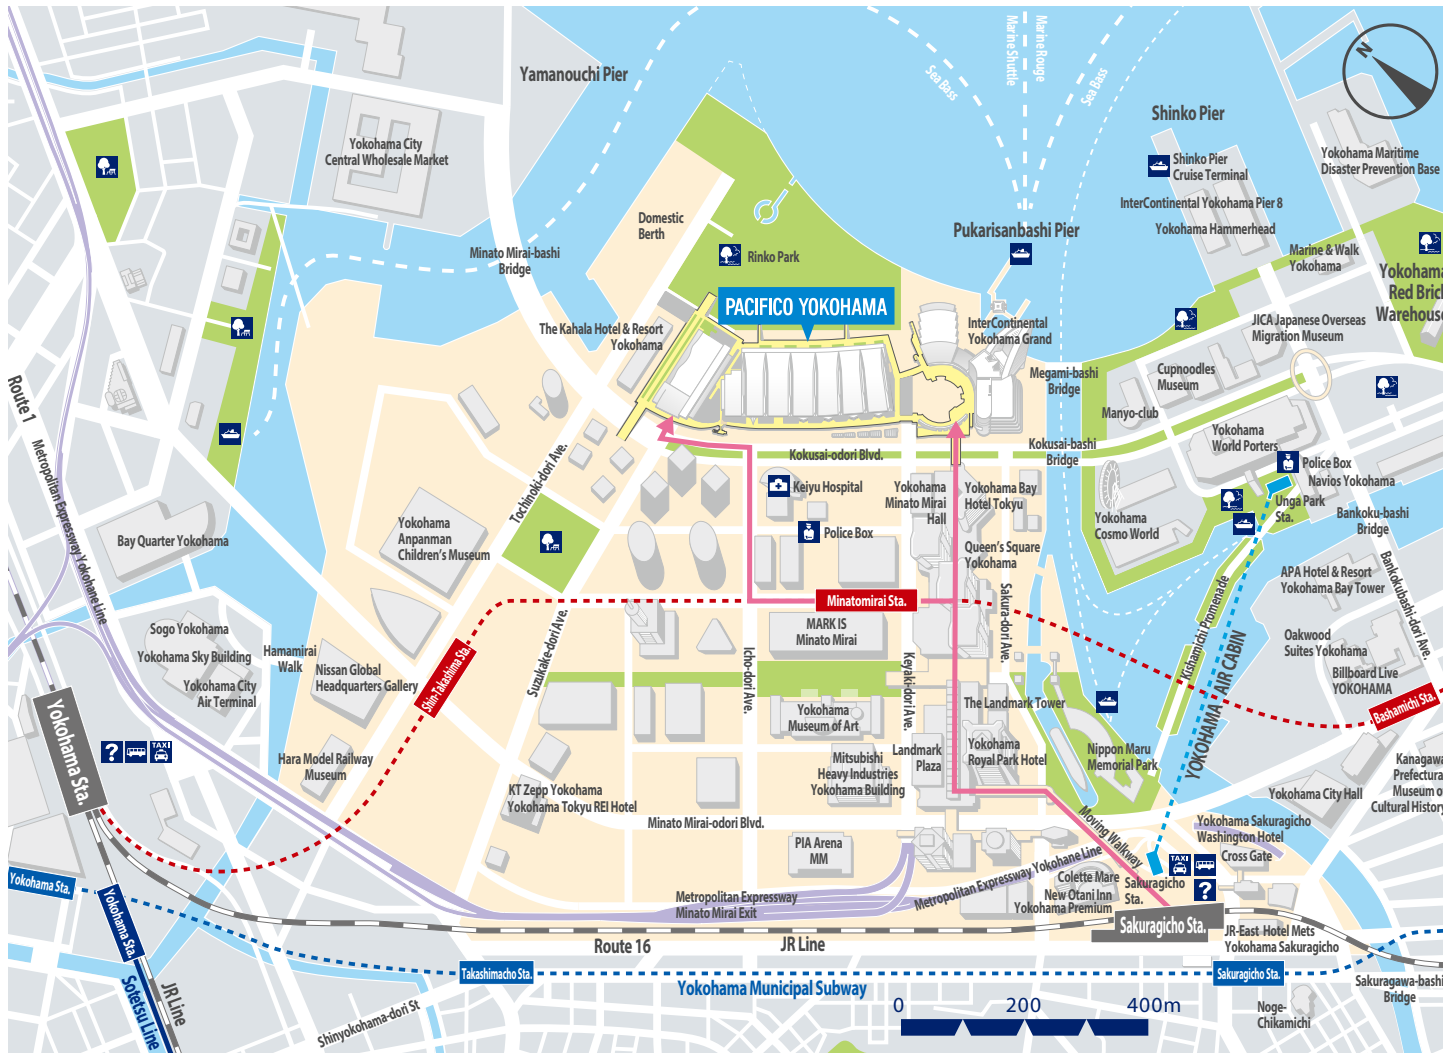 Yamanouchi Pier
Marine Shuttle
Marine Rouge
Sea Bass
Sea Bass
N
Shinko Pier
Yokohama City
Central Wholesale Market
Shinko Pier
Cruise Terminal
Yokohama Maritime
Disaster Prevention Base
InterContinental Yokohama Pier 8
Yokohama Hammerhead
Domestic
Berth
Pukarisanbashi Pier
Minato Mirai-bashi
Bridge
Rinko Park
Marine & Walk
Yokohama
Yokohama
Red Brick
Warehouse
PACIFICO YOKOHAMA
The Kahala Hotel & Resort
Yokohama
InterContinental
Yokohama Grand
JICA Japanese Overseas
Migration Museum
Megami-bashi
Bridge
Cupnoodles
Museum
Manyo-club
Route 1
Metropolitan Expressway Yokohane Line
Tochinoki-dori Ave.
Kokusai-odori Blvd.
Kokusai-bashi
Bridge
Yokohama
World Porters
Police Box
Navios Yokohama
Keiyu Hospital
Yokohama
Minato Mirai
Hall
Yokohama Bay
Hotel Tokyu
Unga Park
Sta.
Bankoku-bashi
Bridge
Bay Quarter Yokohama
Yokohama
Anpanman
Children's Museum
Police Box
Yokohama
Cosmo World
Queen's Square
Yokohama
Sakura-dori Ave.
APA Hotel & Resort
Yokohama Bay Tower
Bankokubashi-dori Ave.
Kishamichi Promenade
YOKOHAMA AIR CABIN
Minatomirai Sta.
MARK IS
Minato Mirai
Sogo Yokohama
Yokohama Sky Building
Yokohama City
Air Terminal
Hamamirai
Walk
Nissan Global
Headquarters Gallery
Shin-Takashima Sta.
Suzukake-dori Ave.
Icho-dori Ave.
Keyaki-dori Ave.
Oakwood
Suites Yokohama
Billboard Live
YOKOHAMA
Bashamichi Sta.
The Landmark Tower
Yokohama
Museum of Art
Yokohama Sta.
?
TAXI
Hara Model Railway
Museum
Mitsubishi
Heavy Industries
Yokohama Building
Landmark
Plaza
Yokohama
Royal Park Hotel
Nippon Maru
Memorial Park
Kanagawa
Prefectural
Museum of
Cultural History
Yokohama City Hall
KT Zepp Yokohama
Yokohama Tokyu REI Hotel
Minato Mirai-odori Blvd.
Moving Walkway
Yokohama Sakuragicho
Washington Hotel
Cross Gate
PIA Arena
MM
TAXI
?
Metropolitan Expressway Yokohane Line
Colette Mare
New Otani Inn
Yokohama Premium
Sakuragicho
Sta.
Yokohama Sta.
Yokohama Sta.
Metropolitan Expressway
Minato Mirai Exit
Sakuragicho Sta.
JR-East Hotel Mets
Yokohama Sakuragicho
Route 16
JR Line
Takashimacho Sta.
Sakuragicho Sta.
Yokohama Municipal Subway
Sakuragawa-bashi
Bridge
JR Line
Sotetsu Line
Shinyokohama-dori St
0 200 400m
Noge-
Chikamichi